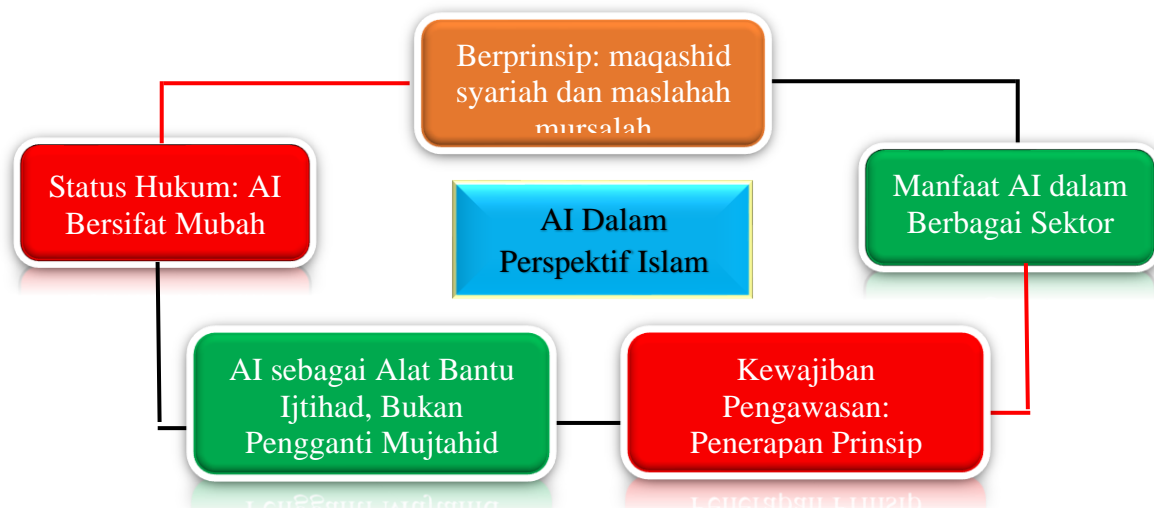 Berprinsip: maqashid
syariah dan maslahah
mursalah
Status Hukum: AI
Bersifat Mubah
Manfaat AI dalam
Berbagai Sektor
AI Dalam
Perspektif Islam
AI sebagai Alat Bantu
Ijtihad, Bukan
Pengganti Mujtahid
Kewajiban
Pengawasan:
Penerapan Prinsip